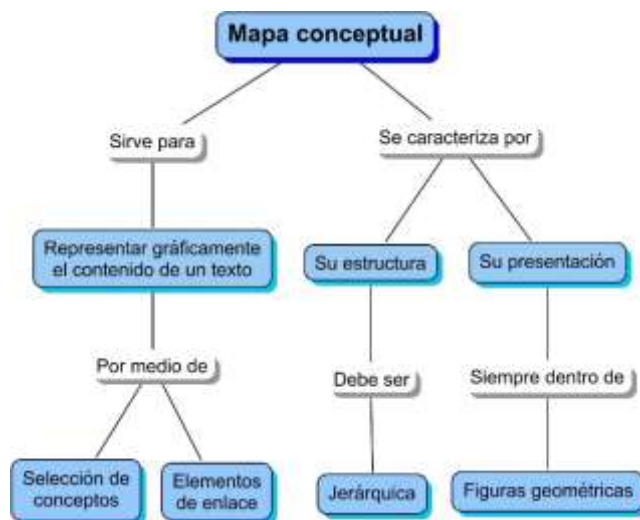 Mapa conceptual
Sirve para
Se caracteriza por
Representar gráficamente
el contenido de un texto
Su estructura
Su presentación
Por medio de
Debe ser
Siempre dentro de
Selección de
conceptos
Elementos
de enlace
Jerárquica
Figuras geométricas